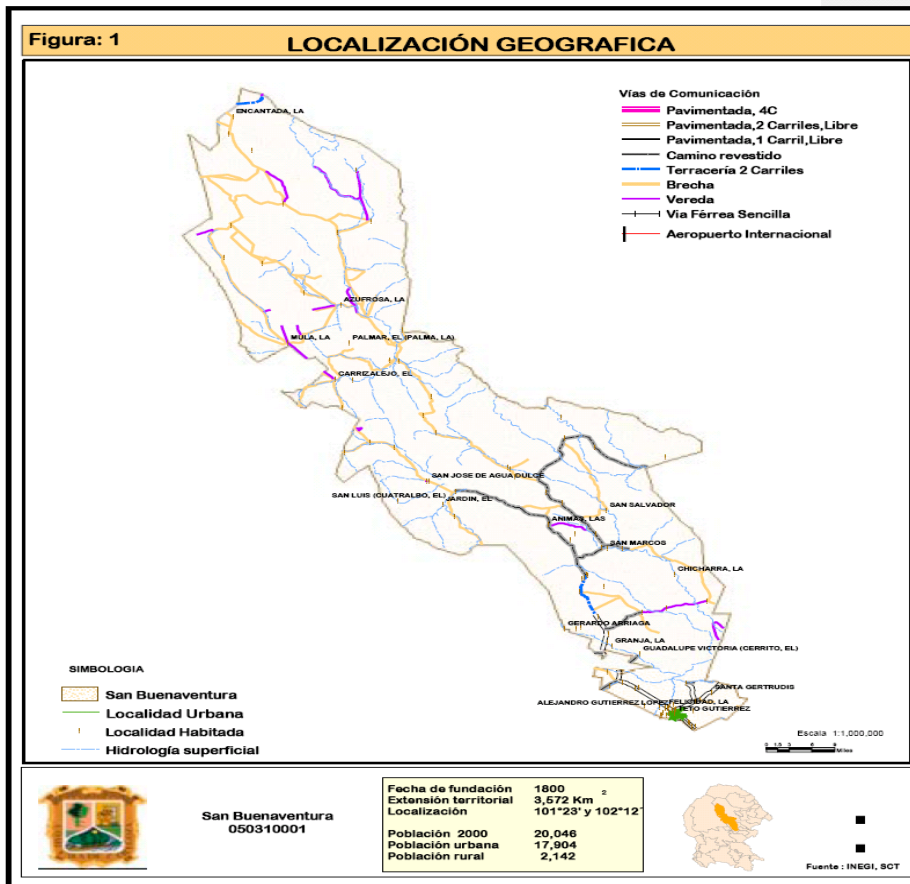 Figura: 1
LOCALIZACIÓN GEOGRAFICA
Vías de Comunicación
Pavimentada, 4C
Pavimentada,2 Carriles,Libre
Pavimentada,1 Carril,Libre
Camino revestido
Terracería 2 Carriles
Brecha
Vereda
Vía Férrea Sencilla
Aeropuerto Internacional
ENCANTADA, LA
AZUFROSA, LA
MULA, LA
PALMAR, EL (PALMA, LA)
CARRIZALEJO, EL
SAN JOSE DE AGUA DULCE
SAN LUIS (CUATRALBO, EL)
JARDIN, EL
SAN SALVADOR
ANIMAS, LAS
SAN MARCOS
CHICHARRA, LA
GERARDO ARRIAGA
GRANJA, LA
GUADALUPE VICTORIA (CERRITO, EL)
SANTA GERTRUDIS
ALEJANDRO GUTIERREZ LOPEZ
FELICIDAD, LA
TETO GUTIERREZ
SIMBOLOGIA
San Buenaventura
Localidad Urbana
Localidad Habitada
Hidrología superficial
Escala 1:1,000,000
Miles
San Buenaventura
050310001
Fecha de fundación 1800
Extensión territorial 3,572 Km 2
Localización 101°23' y 102°12'
Población 2000 20,046
Población urbana 17,904
Población rural 2,142
Fuente : INEGI, SCT